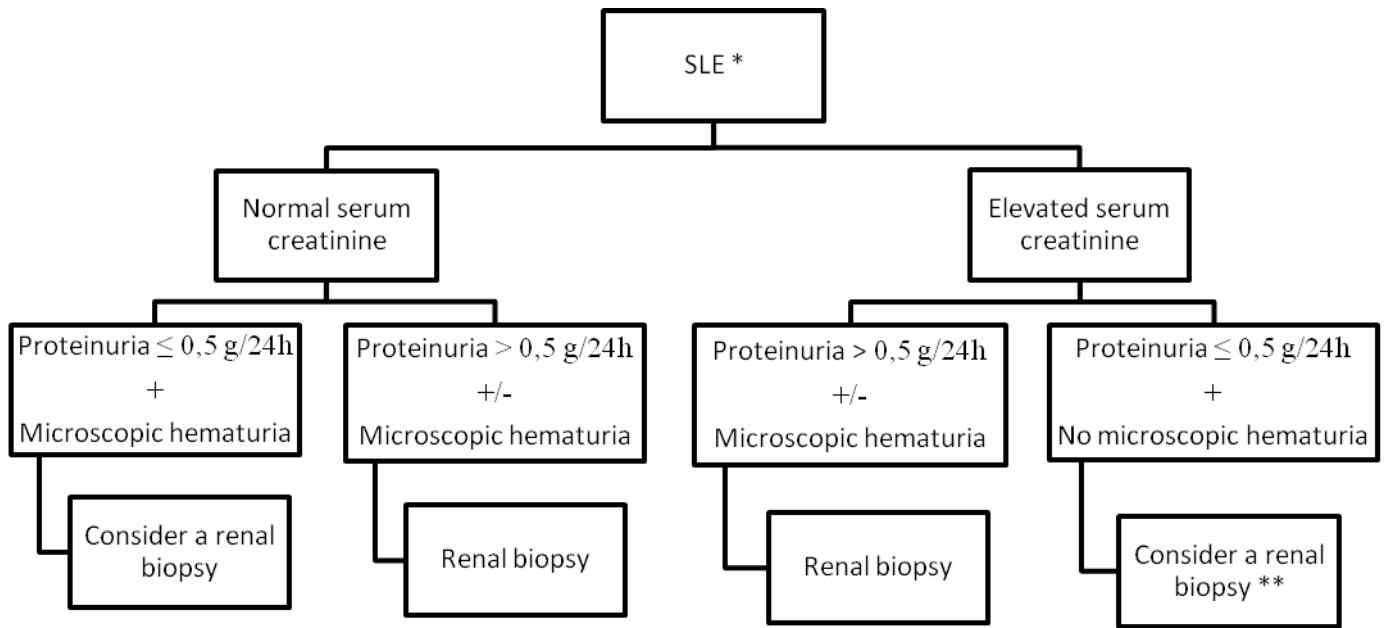 SLE *
Normal serum
creatinine
Elevated serum
creatinine
Proteinuria ≤ 0,5 g/24h
+
Microscopic hematuria
Proteinuria > 0,5 g/24h
+/-
Microscopic hematuria
Proteinuria > 0,5 g/24h
+/-
Microscopic hematuria
Proteinuria ≤ 0,5 g/24h
+
No microscopic hematuria
Consider a renal
biopsy
Renal biopsy
Renal biopsy
Consider a renal
biopsy **